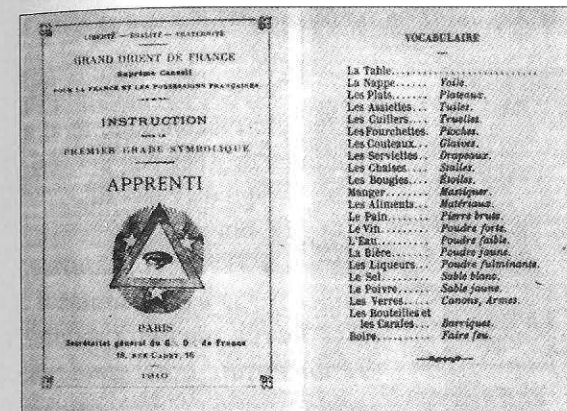 LIBERTÉ — ÉGALITÉ — FRATERNITÉ
GRAND ORIENT DE FRANCE
Suprême Conseil
POUR LA FRANCE ET LES POSSESSIONS FRANÇAISES
INSTRUCTION
POUR LE
PREMIER GRADE SYMBOLIQUE
APPRENTI
PARIS
Secrétariat général du G. O. de France
16, RUE CADET, 16
1910
VOCABULAIRE
La Table....................
La Nappe...... Voile.
Les Plats....... Plateaux.
Les Assiettes... Tuiles.
Les Cuillers.... Truelles.
Les Fourchettes. Pioches.
Les Couteaux... Glaives.
Les Serviettes.. Drapeaux.
Les Chaises.... Stalles.
Les Bougies.... Étoiles.
Manger........ Mastiquer.
Les Aliments... Matériaux.
Le Pain........ Pierre brute.
Le Vin......... Poudre forte.
L'Eau......... Poudre faible.
La Bière....... Poudre jaune.
Les Liqueurs... Poudre fulminante.
Le Sel......... Sable blanc.
Le Poivre...... Sable jaune.
Les Verres..... Canons, Armes.
Les Bouteilles et
les Carafes... Barriques.
Boire.......... Faire feu.